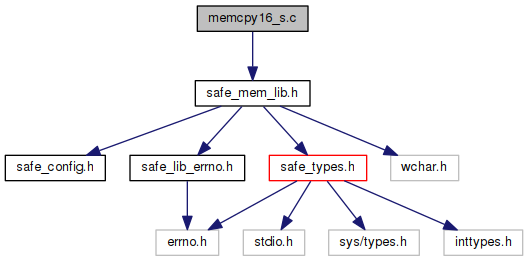 memcpy16_s.c
safe_mem_lib.h
safe_config.h
safe_lib_errno.h
safe_types.h
wchar.h
errno.h
stdio.h
sys/types.h
inttypes.h